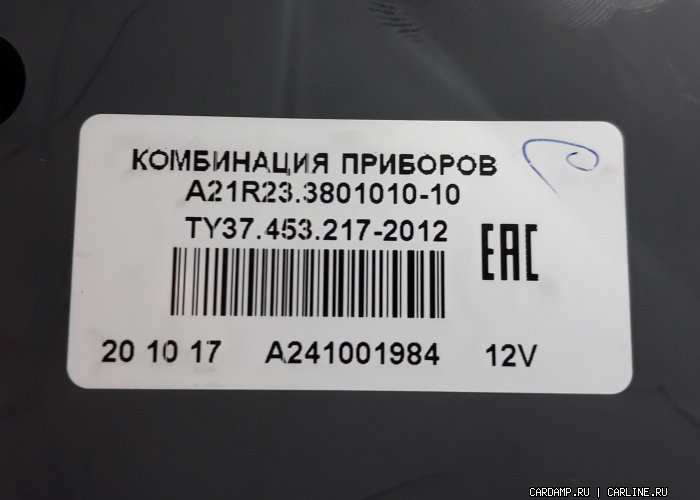 КОМБИНАЦИЯ ПРИБОРОВ
A21R23.3801010-10
ТУ37.453.217-2012
EAC
20 10 17 A241001984 12V
CARDAMP.RU | CARLINE.RU